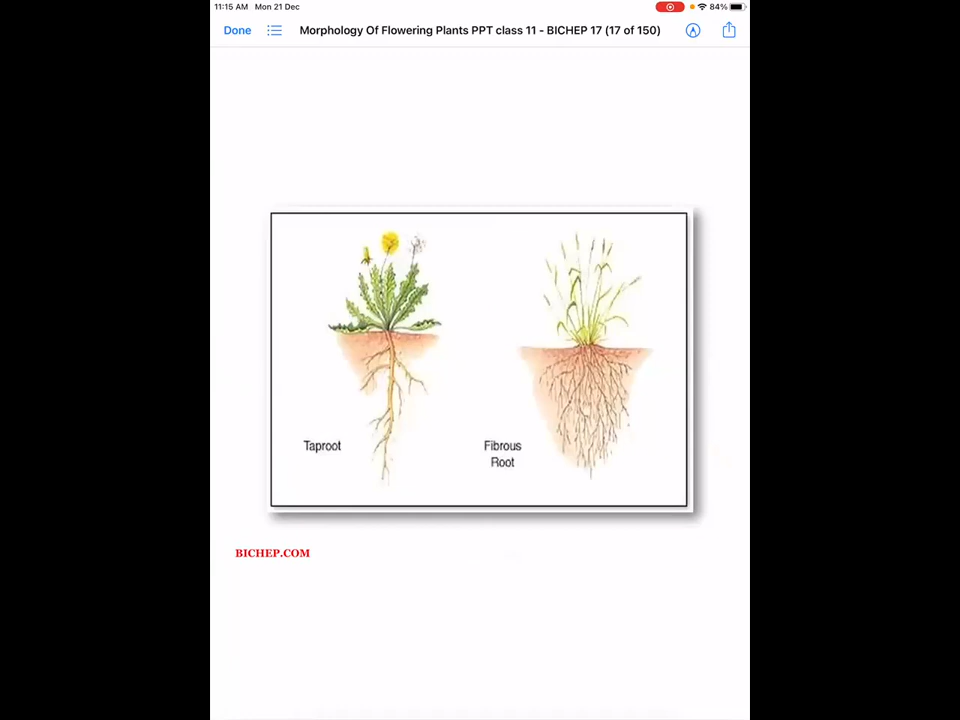 11:15 AM Mon 21 Dec 84%
Done Morphology Of Flowering Plants PPT class 11 - BICHEP 17 (17 of 150)
Taproot
Fibrous
Root
BICHEP.COM